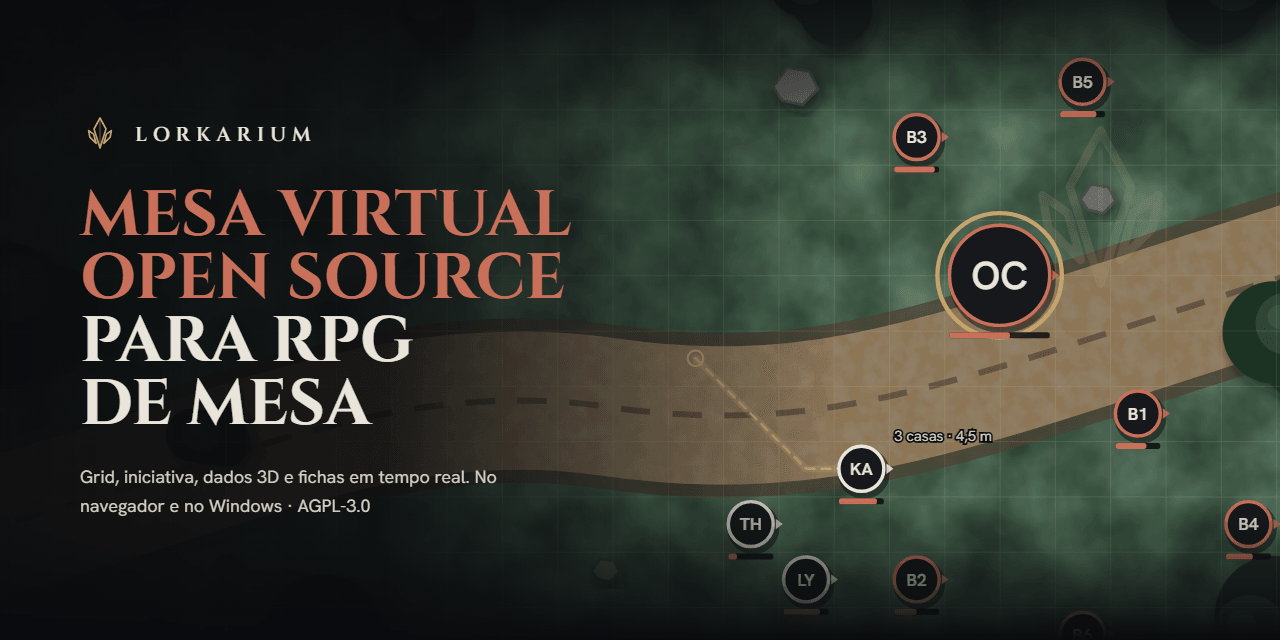 LORKARIUM
MESA VIRTUAL
OPEN SOURCE
PARA RPG
DE MESA
Grid, iniciativa, dados 3D e fichas em tempo real. No
navegador e no Windows · AGPL-3.0
B5
B3
OC
B1
3 casas · 4,5 m
KA
TH
B4
LY
B2
B6